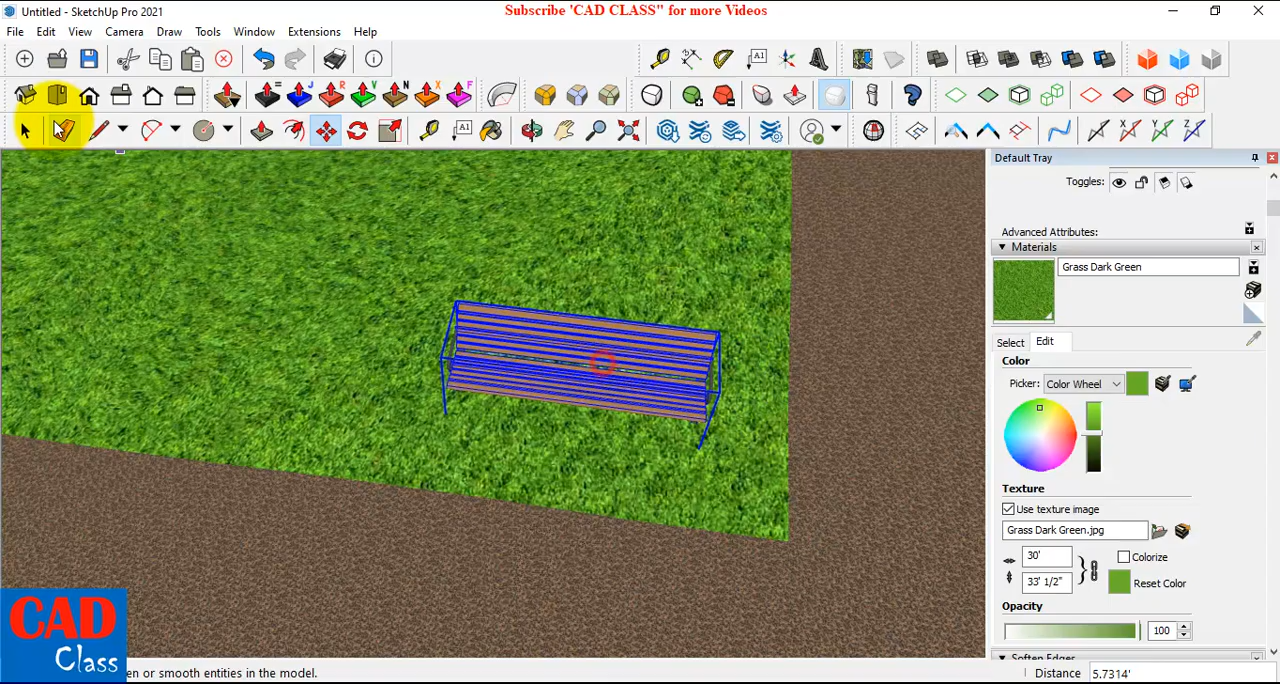 Untitled - SketchUp Pro 2021
Subscribe 'CAD CLASS" for more Videos
File Edit View Camera Draw Tools Window Extensions Help
= J R V N X F
A1
A1
X Y Z
Default Tray
Toggles:
Advanced Attributes:
Materials
Grass Dark Green
Select Edit
Color
Picker: Color Wheel
Texture
Use texture image
Grass Dark Green.jpg
30' Colorize
33' 1/2" Reset Color
Opacity
100
Soften Edges
CAD
Class
en or smooth entities in the model.
Distance 5.7314'